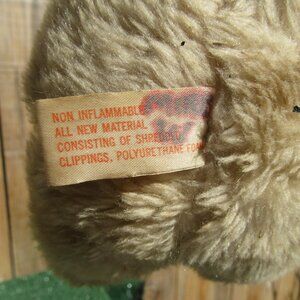 NON INFLAMMABLE
ALL NEW MATERIAL
CONSISTING OF SHREDDED
CLIPPINGS, POLYURETHANE FOAM